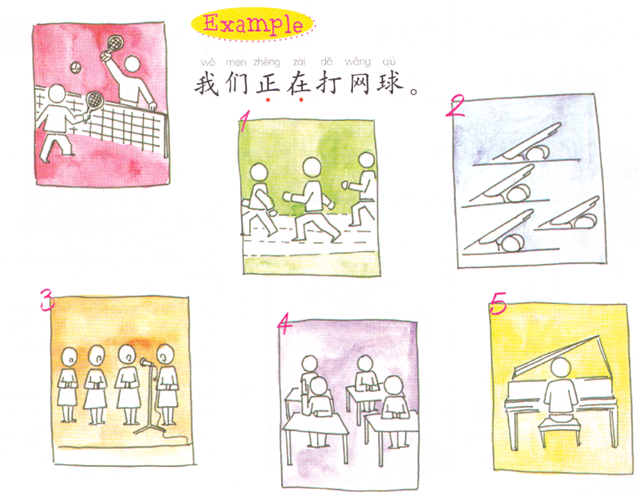 Example
wǒ men zhèng zai dǎ wǎng qiú
我们正在打网球。
1
2
3
4
5